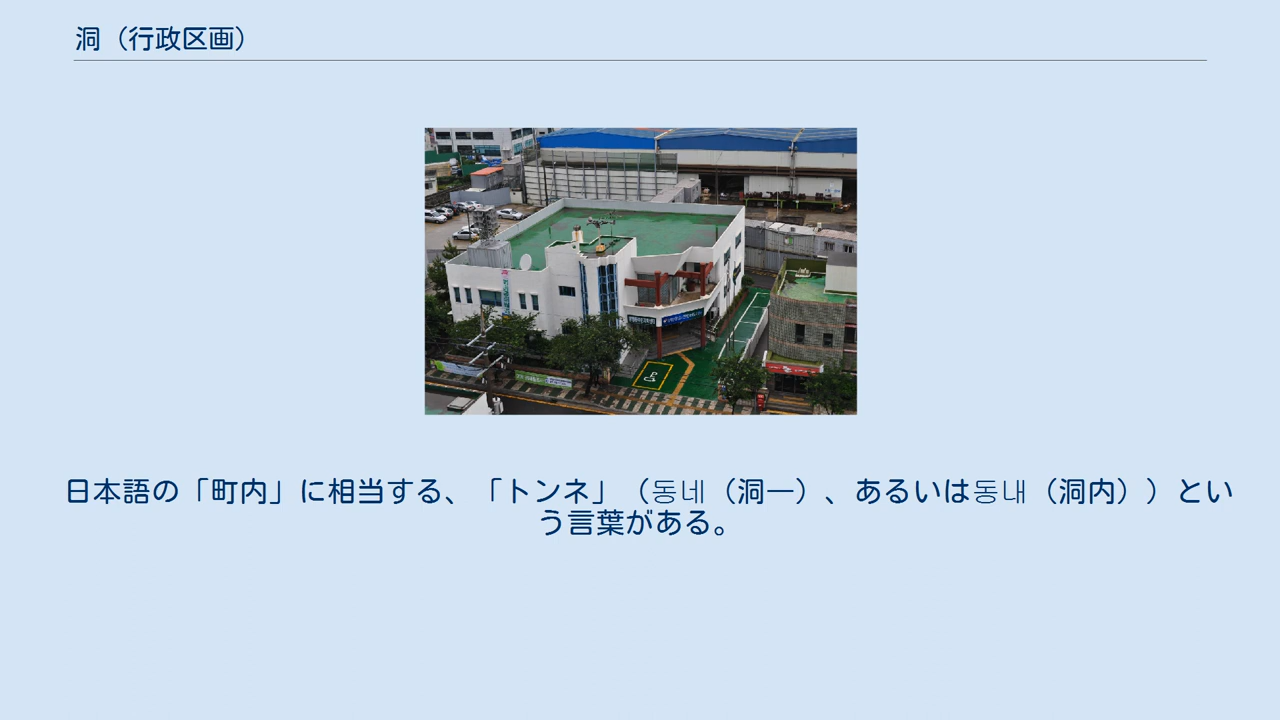 洞（行政区画）
日本語の「町内」に相当する、「トンネ」（동네（洞―）、あるいは동내（洞内））とい
う言葉がある。